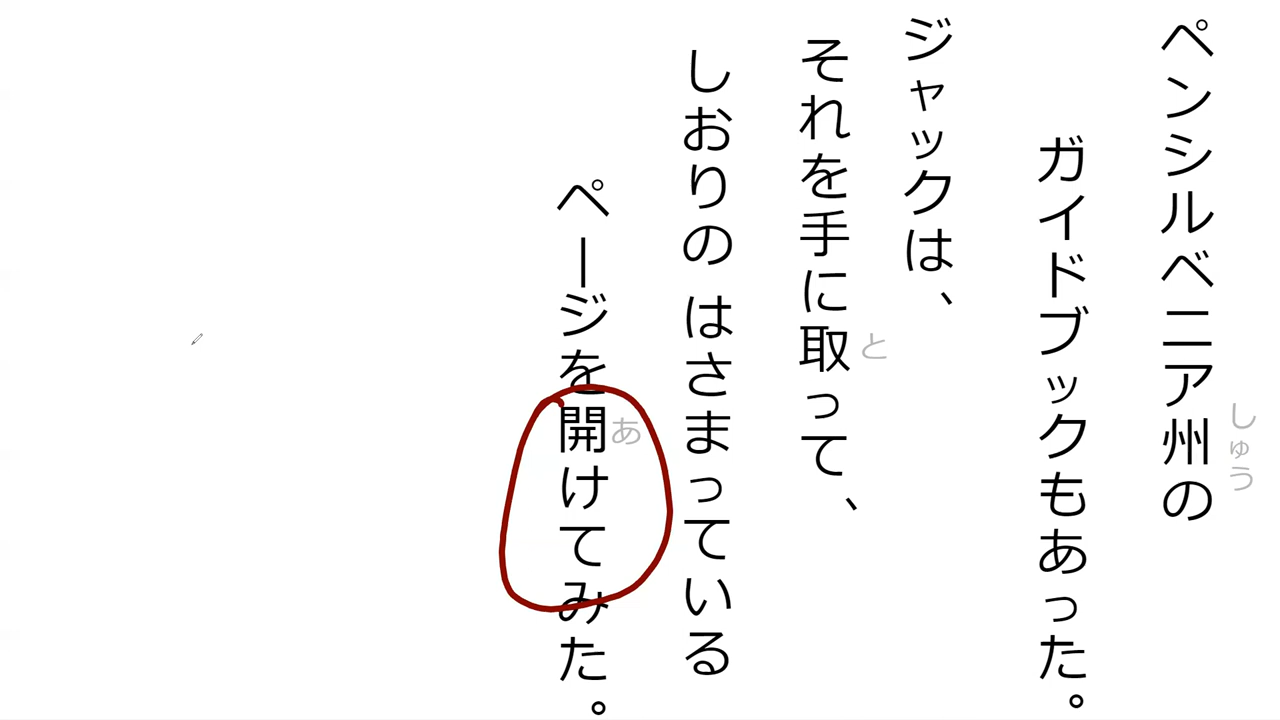 ペンシルベニア州の
しゅう
ガイドブックもあった。
ジャックは、
それを手に取って、
と
しおりの はさまっている
ページを開けてみた。
あ